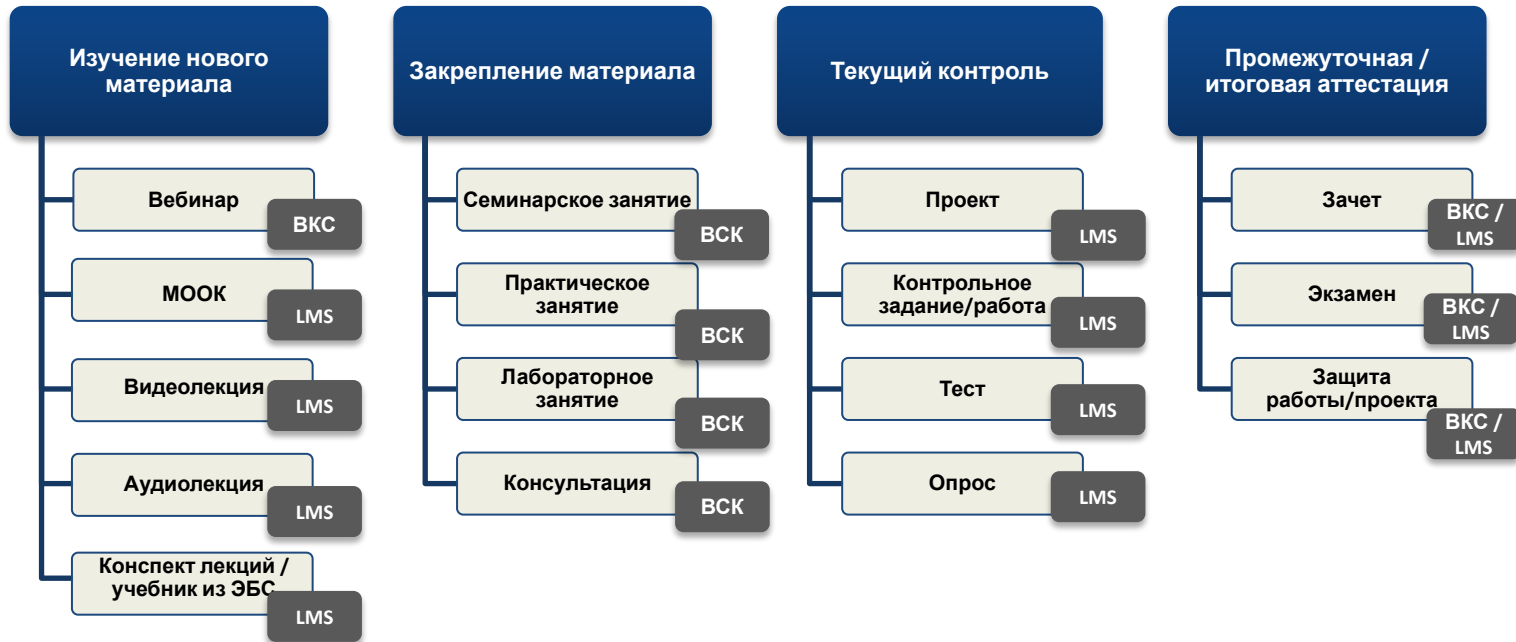 Изучение нового
материала
Вебинар
ВКС
МООК
LMS
Видеолекция
LMS
Аудиолекция
LMS
Конспект лекций /
учебник из ЭБС
LMS
Закрепление материала
Семинарское занятие
ВСК
Практическое
занятие
ВСК
Лабораторное
занятие
ВСК
Консультация
ВСК
Текущий контроль
Проект
LMS
Контрольное
задание/работа
LMS
Тест
LMS
Опрос
LMS
Промежуточная /
итоговая аттестация
Зачет
ВКС /
LMS
Экзамен
ВКС /
LMS
Защита
работы/проекта
ВКС /
LMS